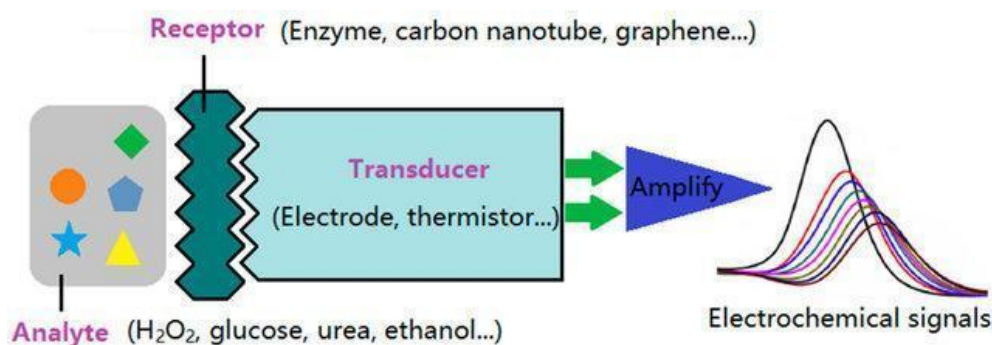 Receptor (Enzyme, carbon nanotube, graphene...)
Transducer
(Electrode, thermistor...)
Amplify
Analyte (H₂O₂, glucose, urea, ethanol...)
Electrochemical signals